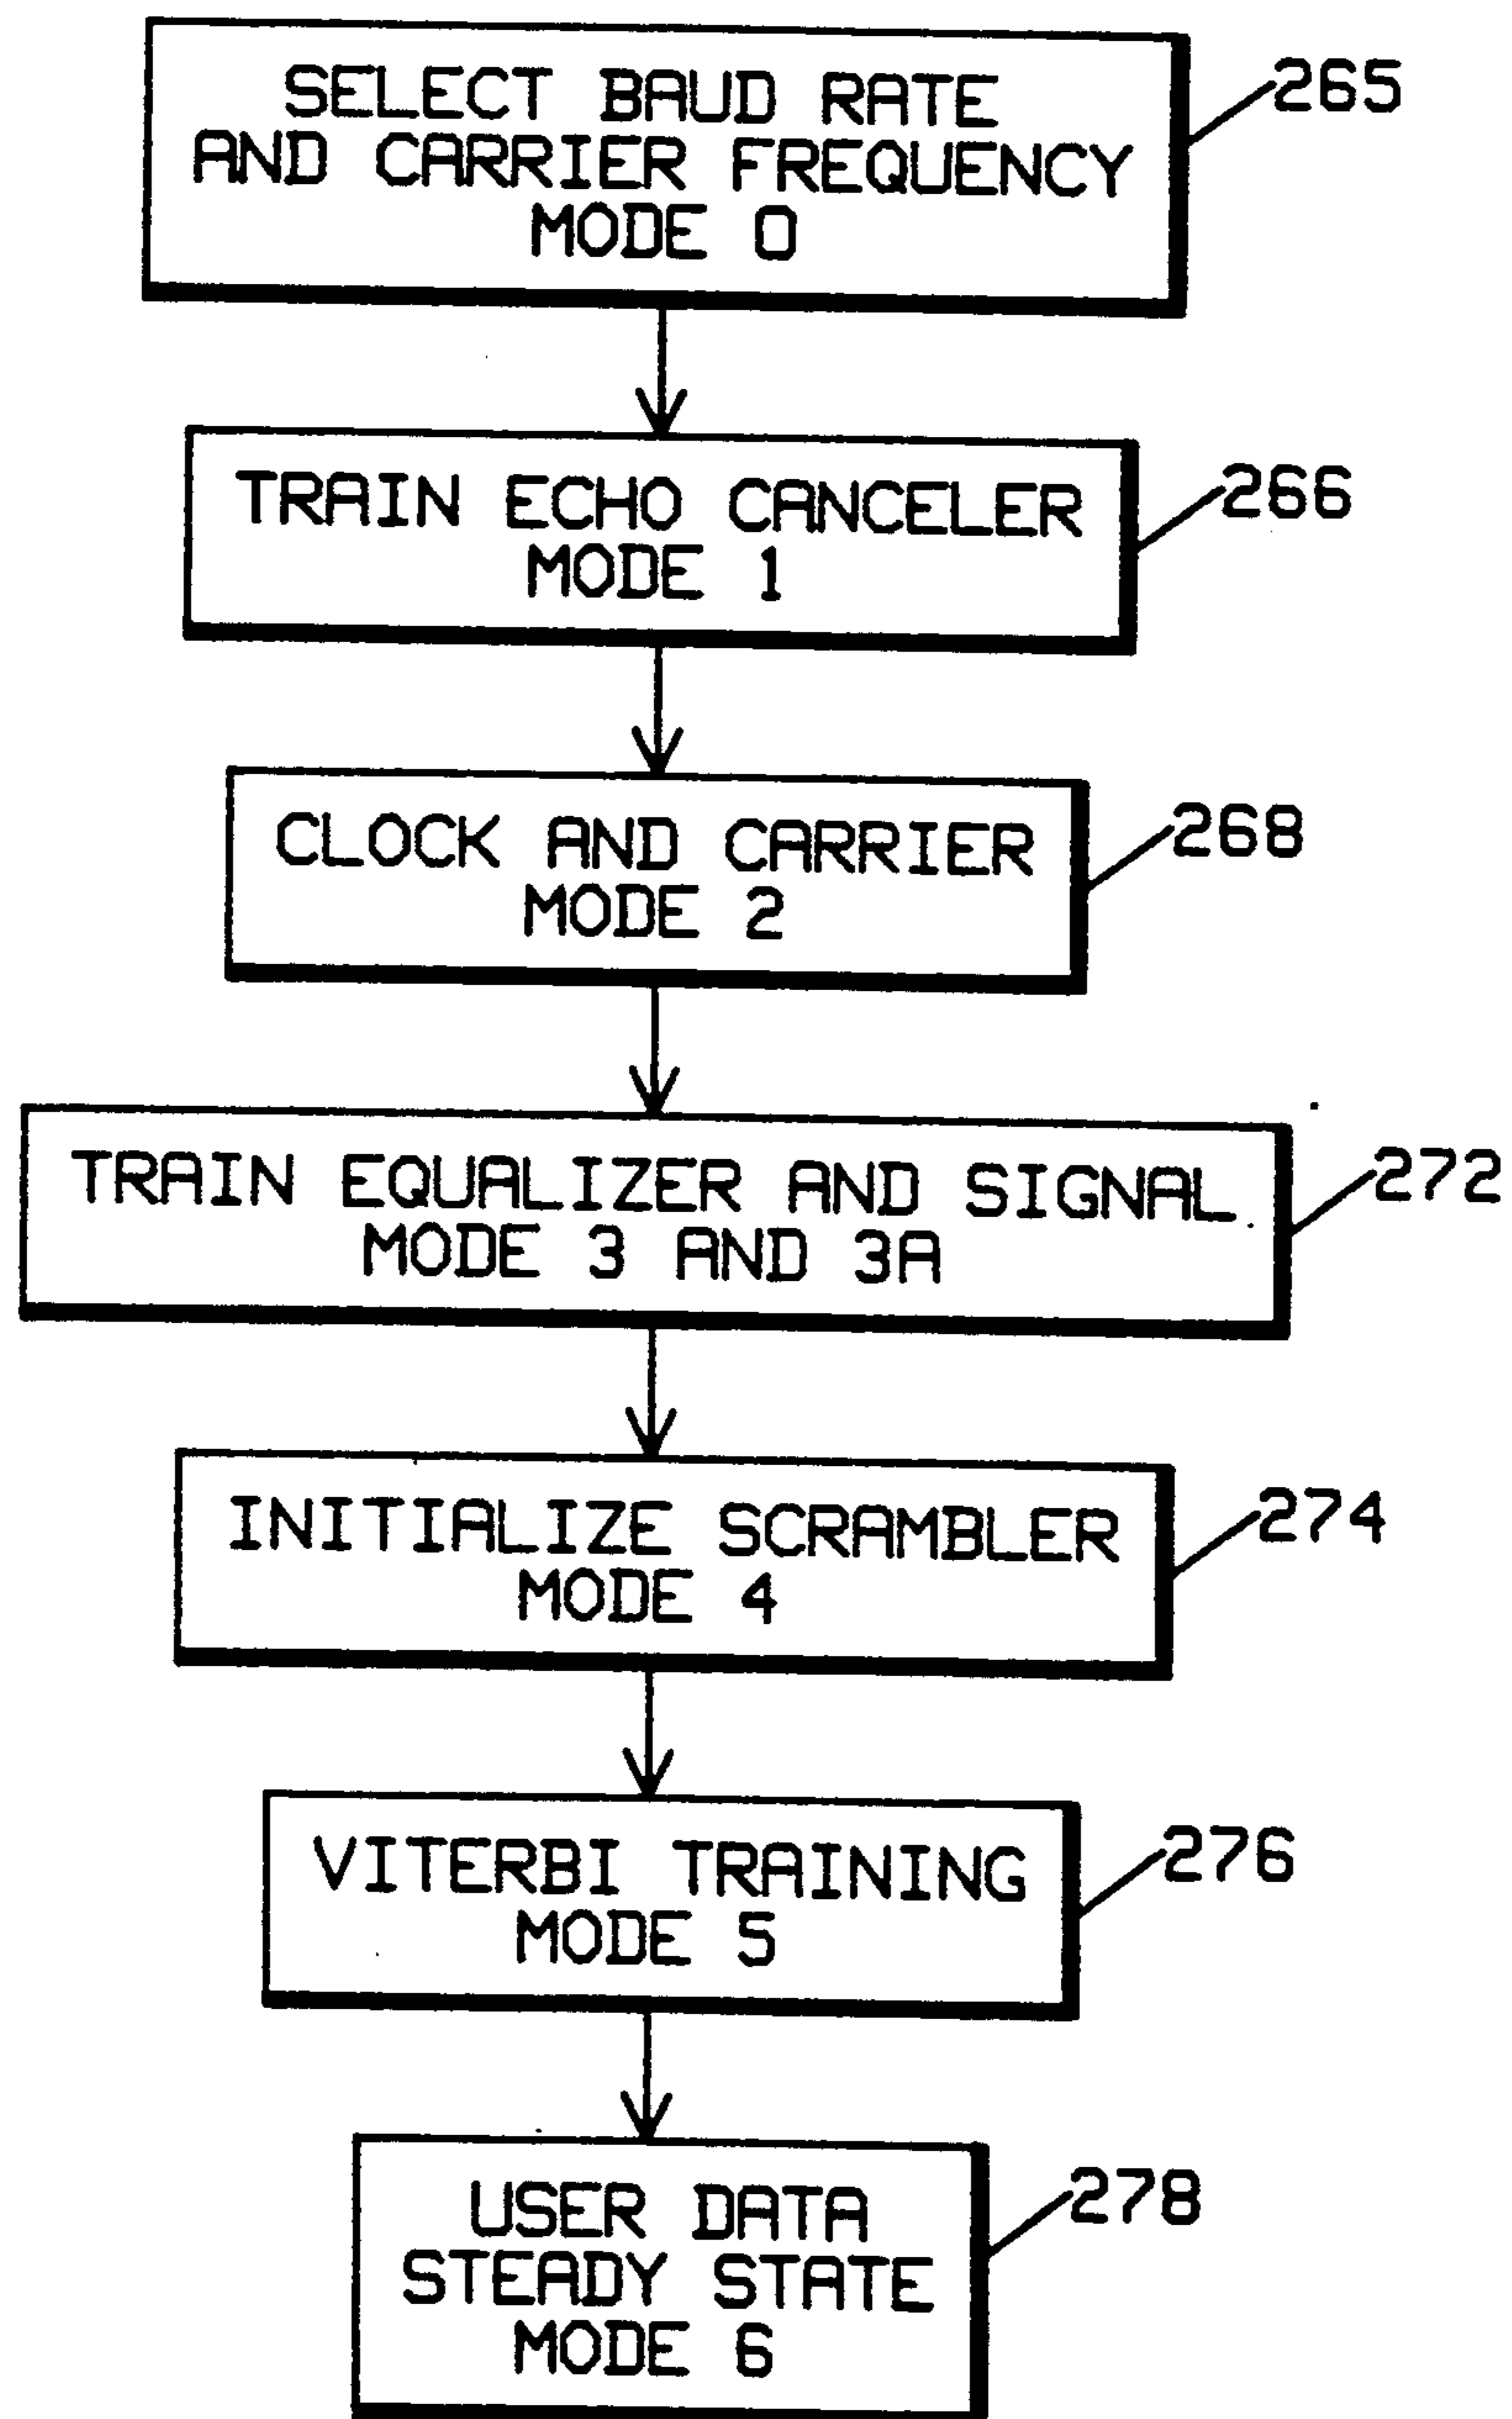 SELECT BAUD RATE
AND CARRIER FREQUENCY
MODE 0
265
TRAIN ECHO CANCELER
MODE 1
266
CLOCK AND CARRIER
MODE 2
268
TRAIN EQUALIZER AND SIGNAL
MODE 3 AND 3A
272
INITIALIZE SCRAMBLER
MODE 4
274
VITERBI TRAINING
MODE 5
276
USER DATA
STEADY STATE
MODE 6
278